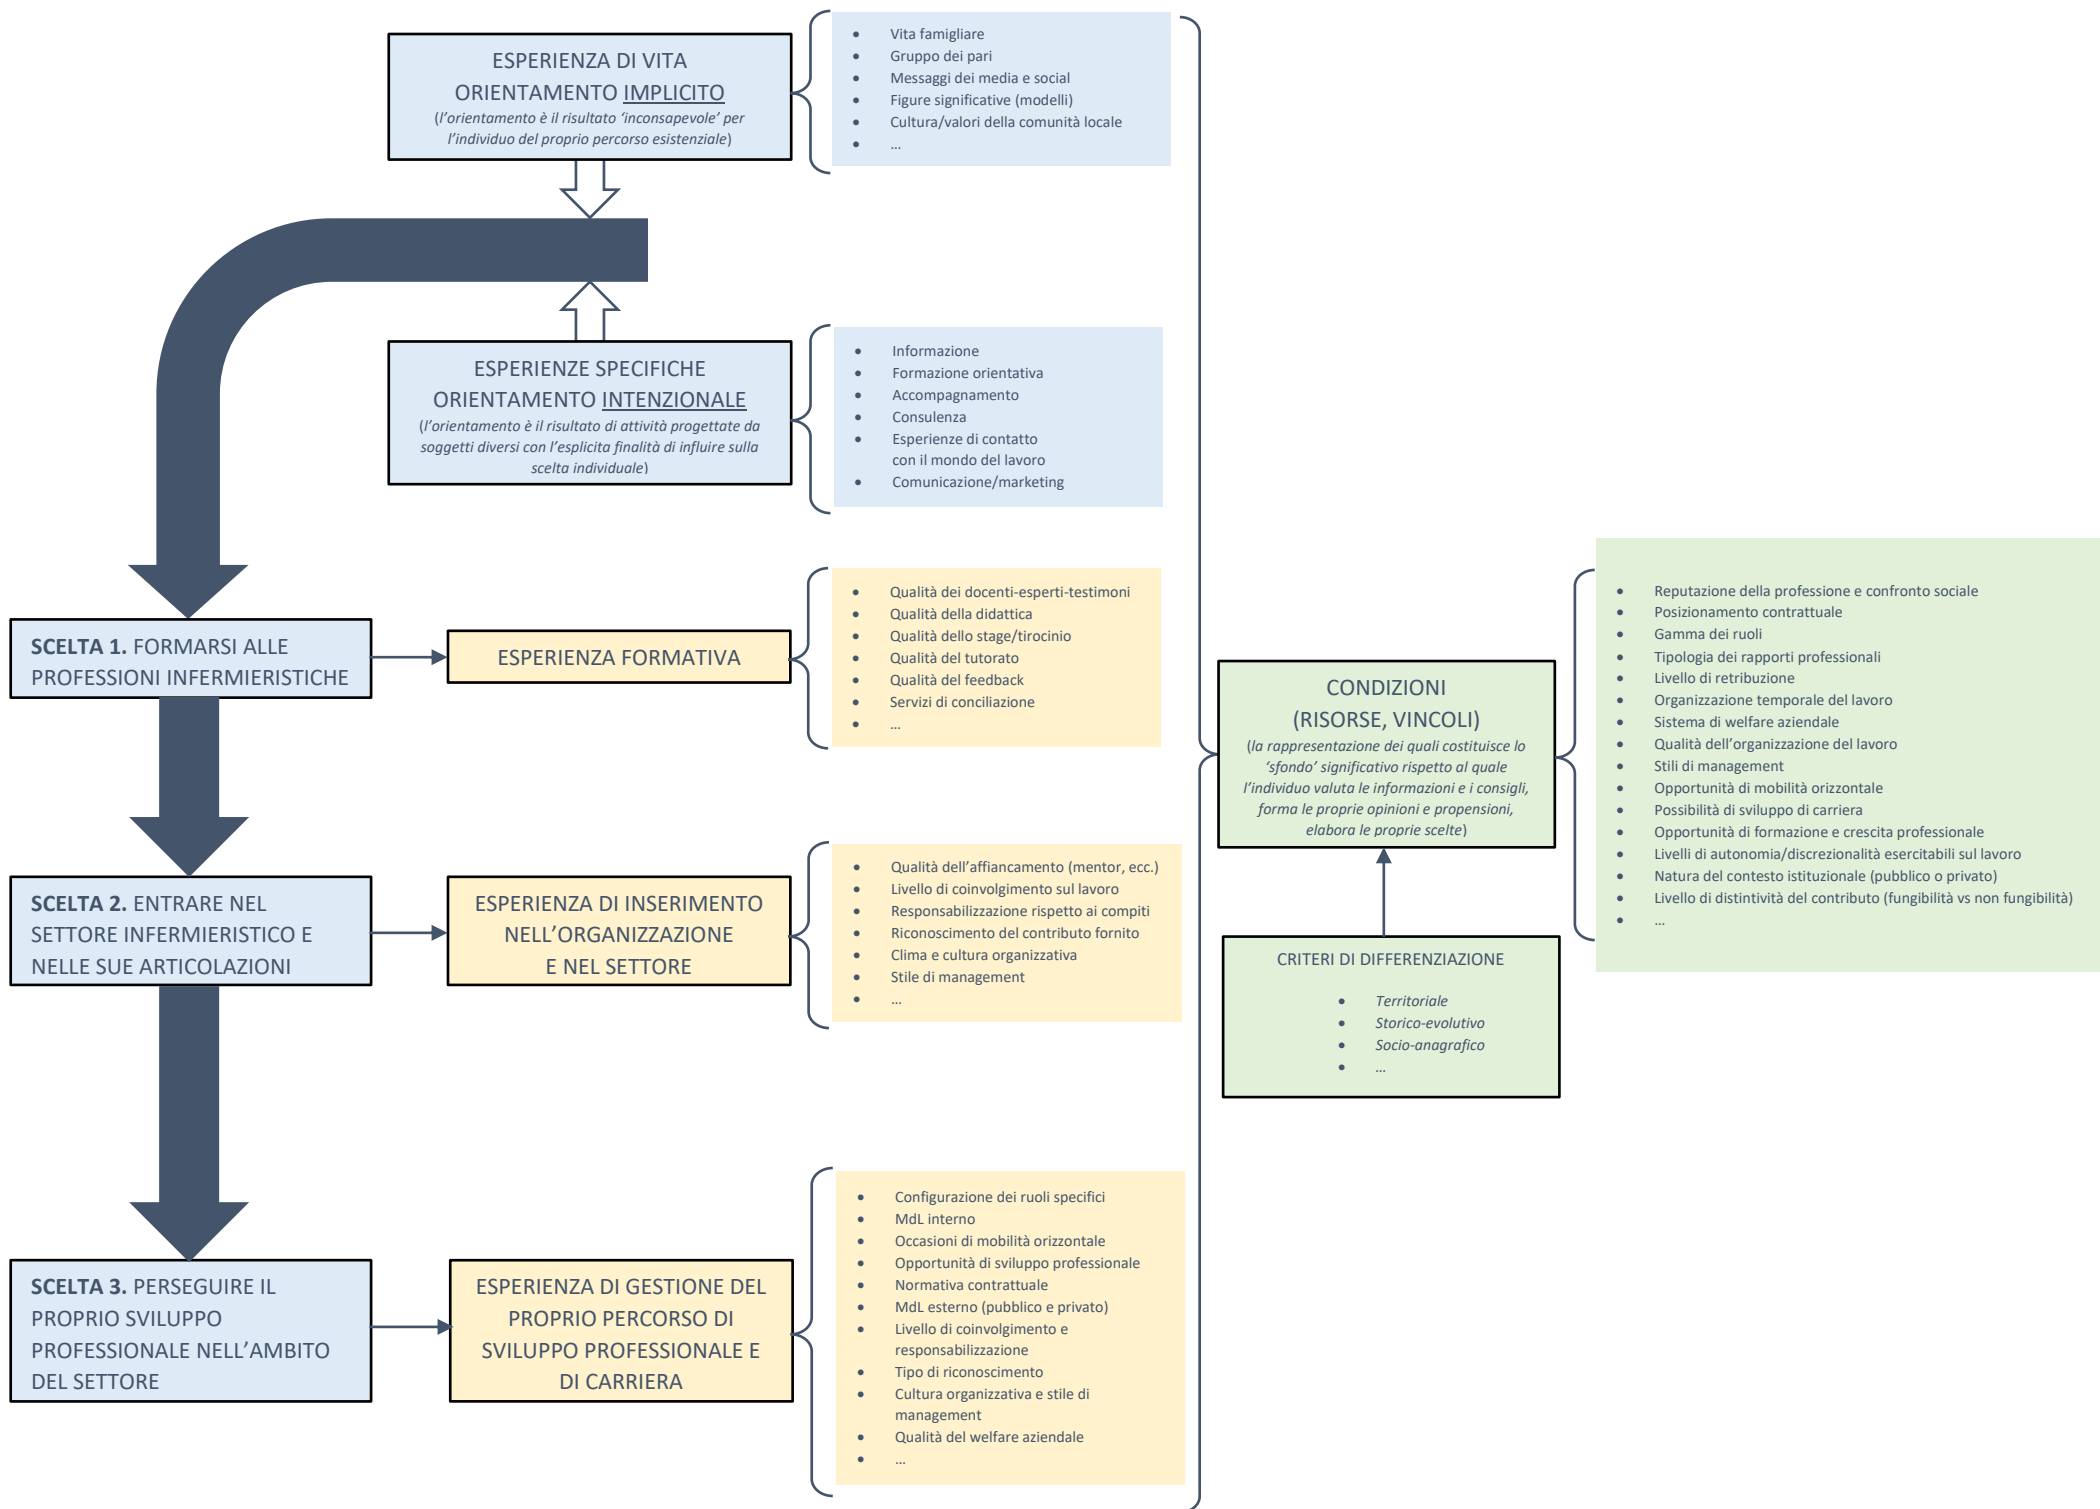 ESPERIENZA DI VITA
ORIENTAMENTO IMPLICITO
(l'orientamento è il risultato 'inconsapevole' per
l'individuo del proprio percorso esistenziale)
• Vita famigliare
• Gruppo dei pari
• Messaggi dei media e social
• Figure significative (modelli)
• Cultura/valori della comunità locale
• …
ESPERIENZE SPECIFICHE
ORIENTAMENTO INTENZIONALE
(l'orientamento è il risultato di attività progettate da
soggetti diversi con l'esplicita finalità di influire sulla
scelta individuale)
• Informazione
• Formazione orientativa
• Accompagnamento
• Consulenza
• Esperienze di contatto
con il mondo del lavoro
• Comunicazione/marketing
SCELTA 1. FORMARSI ALLE
PROFESSIONI INFERMIERISTICHE
ESPERIENZA FORMATIVA
• Qualità dei docenti-esperti-testimoni
• Qualità della didattica
• Qualità dello stage/tirocinio
• Qualità del tutorato
• Qualità del feedback
• Servizi di conciliazione
• …
SCELTA 2. ENTRARE NEL
SETTORE INFERMIERISTICO E
NELLE SUE ARTICOLAZIONI
ESPERIENZA DI INSERIMENTO
NELL'ORGANIZZAZIONE
E NEL SETTORE
• Qualità dell'affiancamento (mentor, ecc.)
• Livello di coinvolgimento sul lavoro
• Responsabilizzazione rispetto ai compiti
• Riconoscimento del contributo fornito
• Clima e cultura organizzativa
• Stile di management
• …
SCELTA 3. PERSEGUIRE IL
PROPRIO SVILUPPO
PROFESSIONALE NELL'AMBITO
DEL SETTORE
ESPERIENZA DI GESTIONE DEL
PROPRIO PERCORSO DI
SVILUPPO PROFESSIONALE E
DI CARRIERA
• Configurazione dei ruoli specifici
• MdL interno
• Occasioni di mobilità orizzontale
• Opportunità di sviluppo professionale
• Normativa contrattuale
• MdL esterno (pubblico e privato)
• Livello di coinvolgimento e
responsabilizzazione
• Tipo di riconoscimento
• Cultura organizzativa e stile di
management
• Qualità del welfare aziendale
• …
CONDIZIONI
(RISORSE, VINCOLI)
(la rappresentazione dei quali costituisce lo
'sfondo' significativo rispetto al quale
l'individuo valuta le informazioni e i consigli,
forma le proprie opinioni e propensioni,
elabora le proprie scelte)
CRITERI DI DIFFERENZIAZIONE
• Territoriale
• Storico-evolutivo
• Socio-anagrafico
• …
• Reputazione della professione e confronto sociale
• Posizionamento contrattuale
• Gamma dei ruoli
• Tipologia dei rapporti professionali
• Livello di retribuzione
• Organizzazione temporale del lavoro
• Sistema di welfare aziendale
• Qualità dell'organizzazione del lavoro
• Stili di management
• Opportunità di mobilità orizzontale
• Possibilità di sviluppo di carriera
• Opportunità di formazione e crescita professionale
• Livelli di autonomia/discrezionalità esercitabili sul lavoro
• Natura del contesto istituzionale (pubblico o privato)
• Livello di distintività del contributo (fungibilità vs non fungibilità)
• …